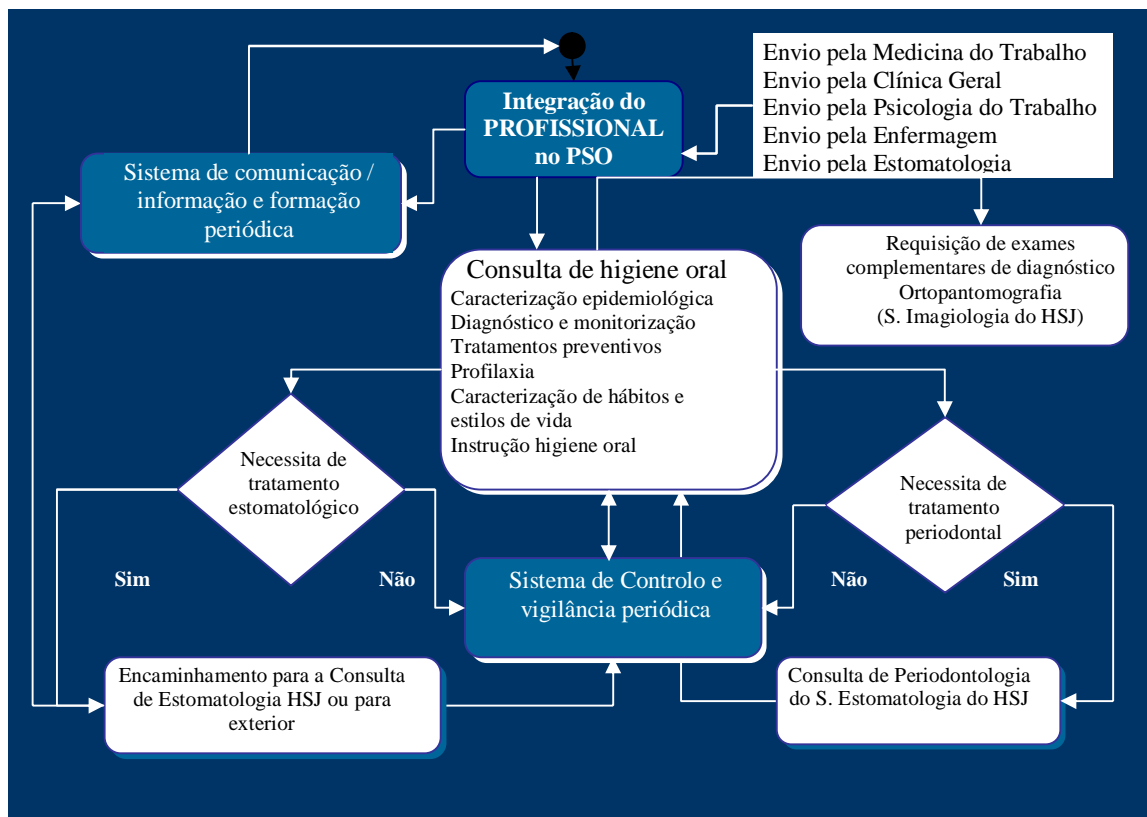 Integração do
PROFISSIONAL
no PSO
Envio pela Medicina do Trabalho
Envio pela Clínica Geral
Envio pela Psicologia do Trabalho
Envio pela Enfermagem
Envio pela Estomatologia
Sistema de comunicação /
informação e formação
periódica
Consulta de higiene oral
Caracterização epidemiológica
Diagnóstico e monitorização
Tratamentos preventivos
Profilaxia
Caracterização de hábitos e
estilos de vida
Instrução higiene oral
Requisição de exames
complementares de diagnóstico
Ortopantomografia
(S. Imagiologia do HSJ)
Necessita de
tratamento
estomatológico
Necessita de
tratamento
periodontal
Sim
Não
Sistema de Controlo e
vigilância periódica
Não
Sim
Encaminhamento para a Consulta
de Estomatologia HSJ ou para
exterior
Consulta de Periodontologia
do S. Estomatologia do HSJ